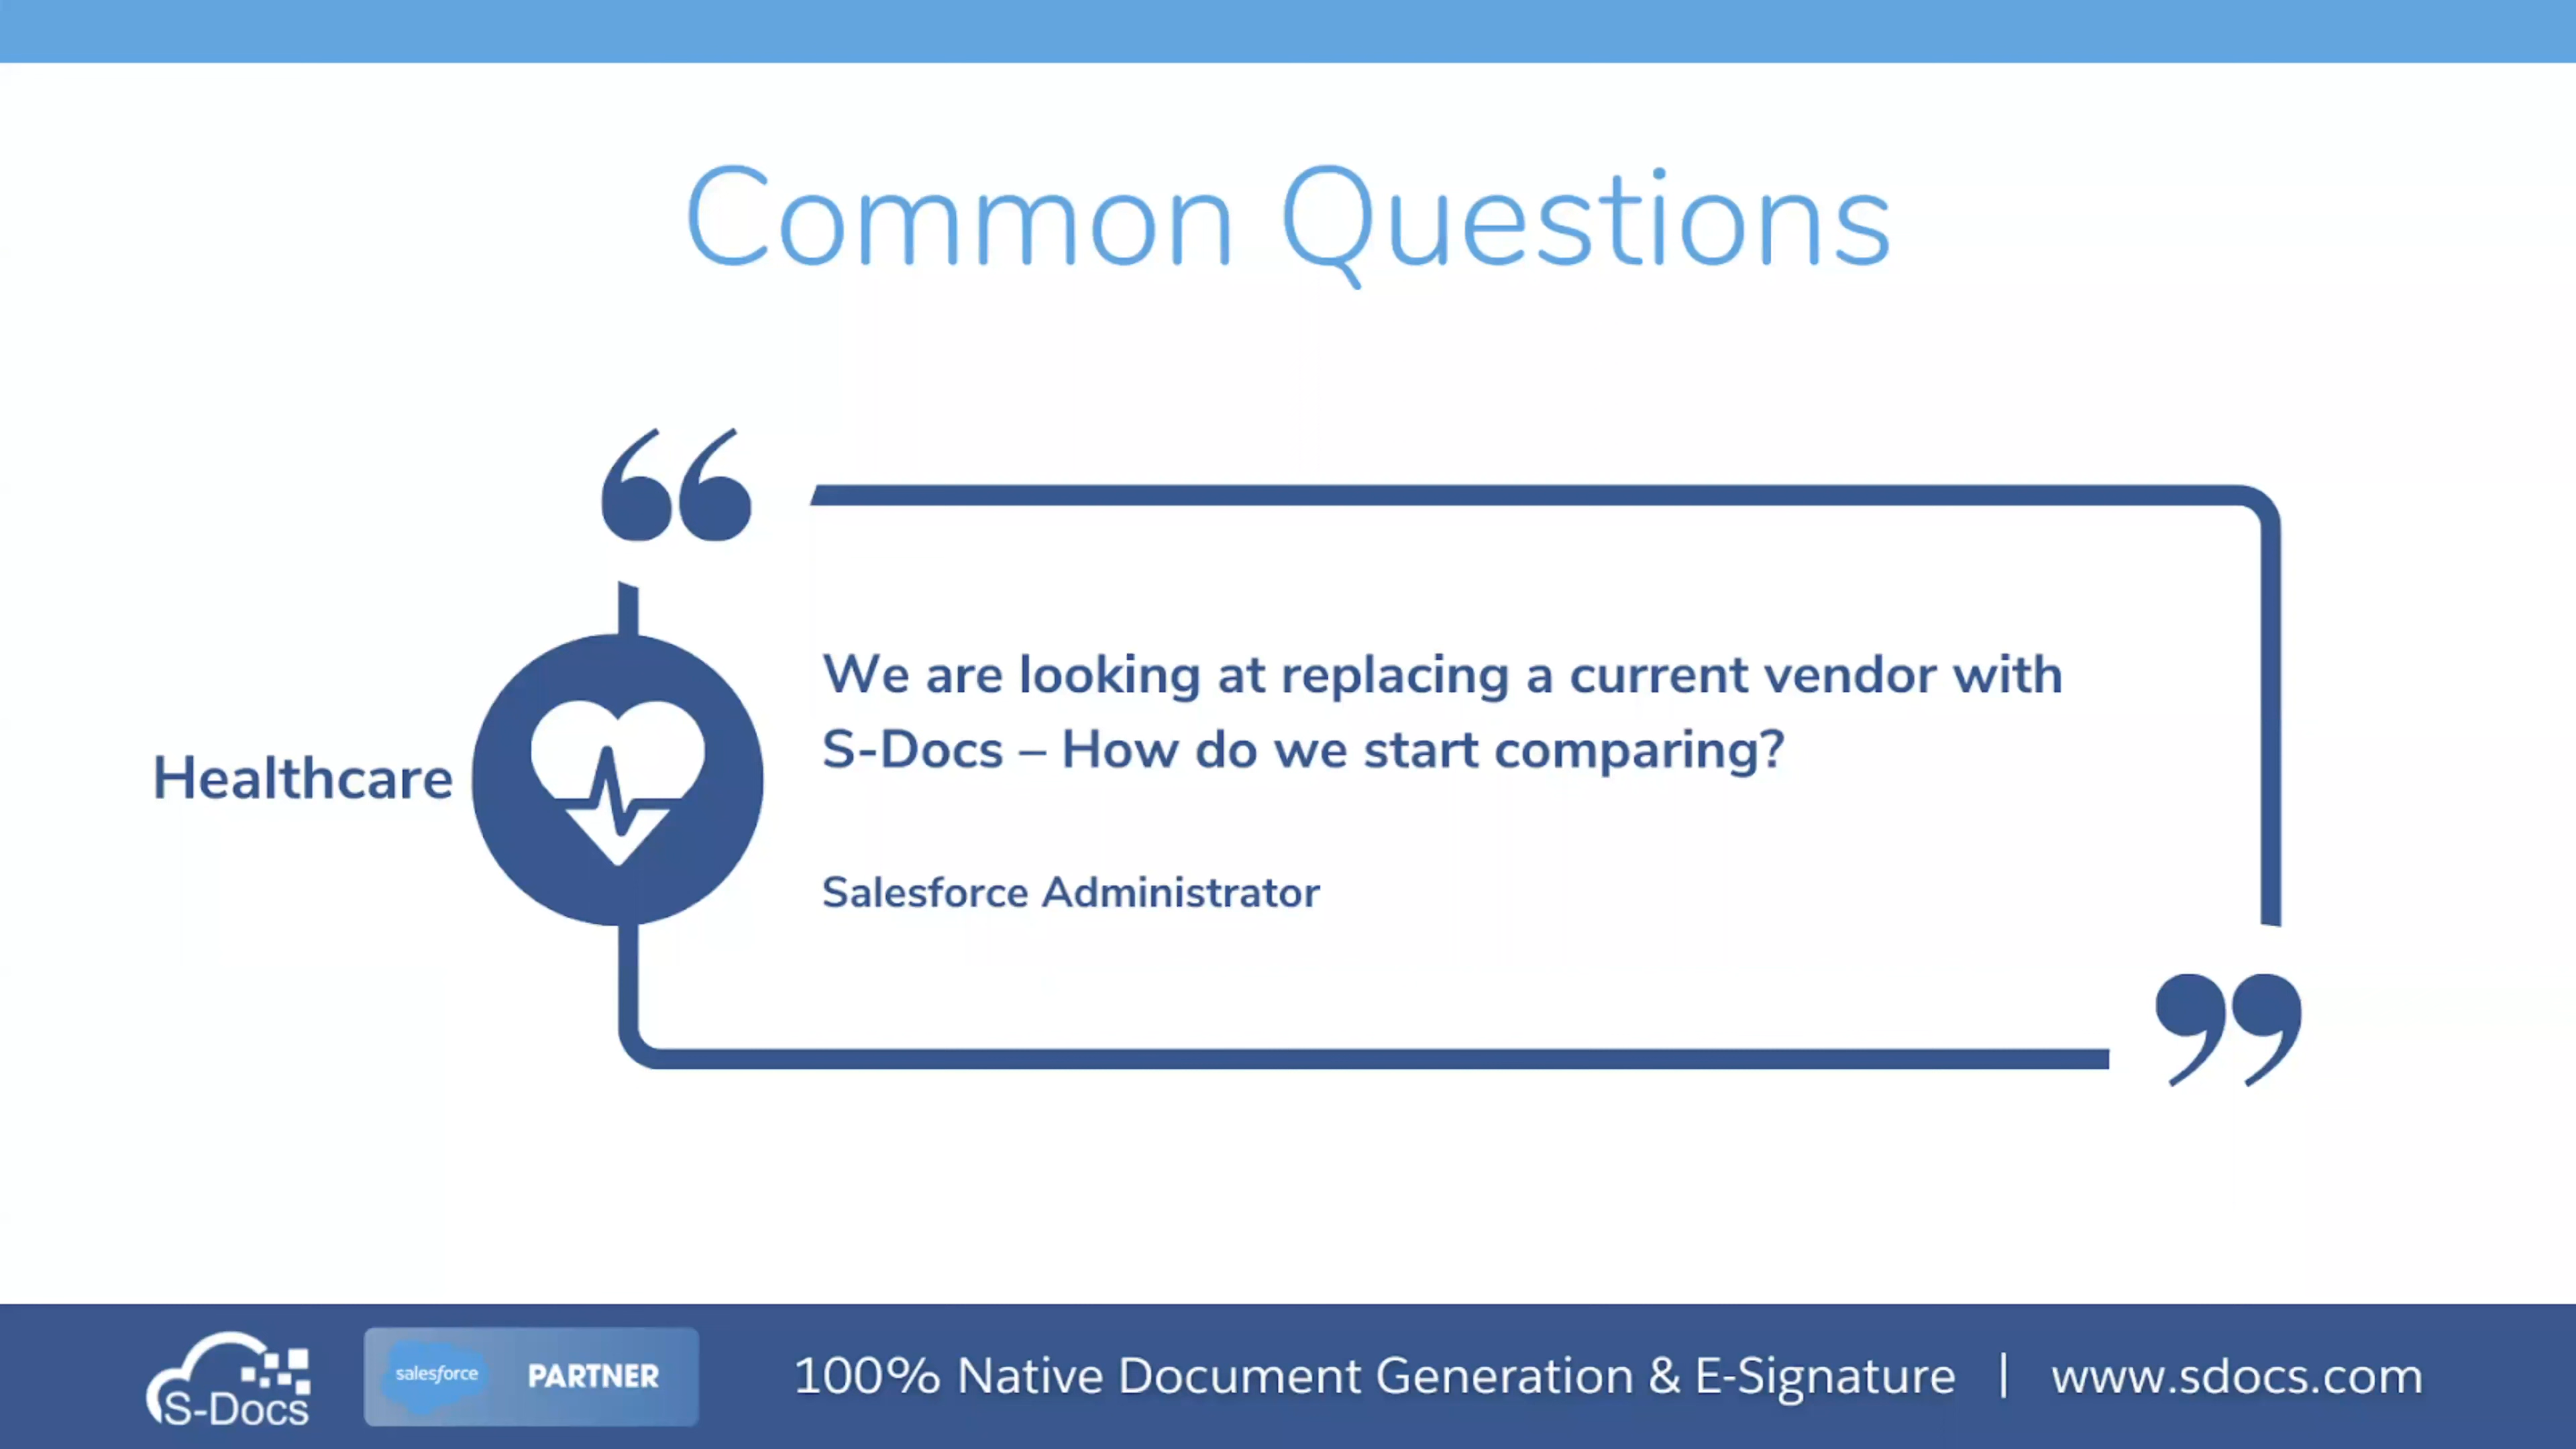 Common Questions
“
We are looking at replacing a current vendor with
S-Docs – How do we start comparing?
Healthcare
Salesforce Administrator
”
S-Docs
salesforce PARTNER
100% Native Document Generation & E-Signature | www.sdocs.com